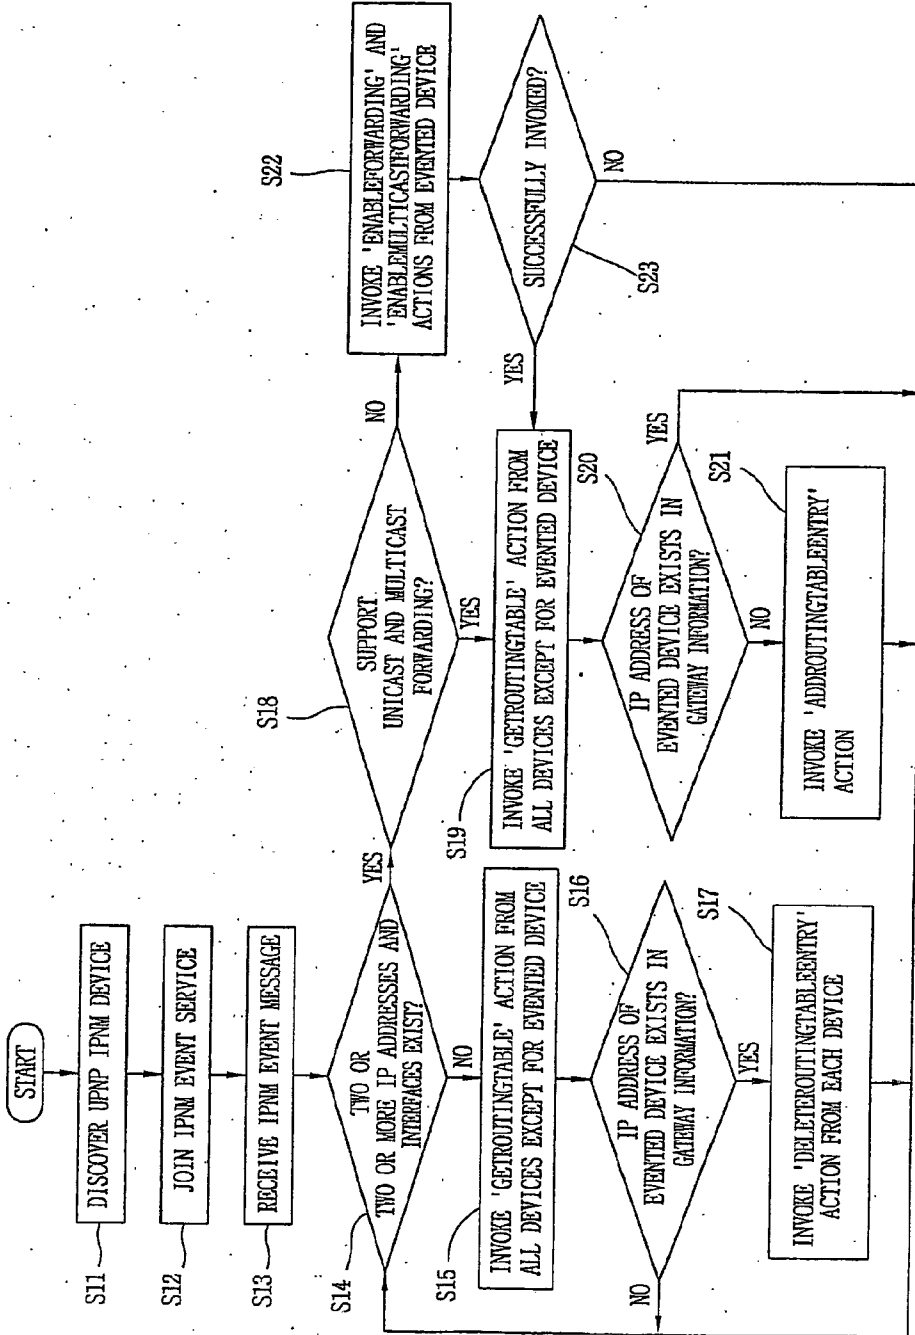 START
S11
DISCOVER UPNP IPNM DEVICE
S12
JOIN IPNM EVENT SERVICE
S13
RECEIVE IPNM EVENT MESSAGE
S14
TWO OR
TWO OR MORE IP ADDRESSES AND
INTERFACES EXIST?
YES
NO
S15
INVOKE 'GETROUTINGTABLE' ACTION FROM
ALL DEVICES EXCEPT FOR EVENTED DEVICE
S16
IP ADDRESS OF
EVENTED DEVICE EXISTS IN
GATEWAY INFORMATION?
NO
YES
S17
INVOKE 'DELETEROUTINGTABLEENTRY'
ACTION FROM EACH DEVICE
S18
SUPPORT
UNICAST AND MULTICAST
FORWARDING?
NO
YES
S19
INVOKE 'GETROUTINGTABLE' ACTION FROM
ALL DEVICES EXCEPT FOR EVENTED DEVICE
S20
IP ADDRESS OF
EVENTED DEVICE EXISTS IN
GATEWAY INFORMATION?
YES
NO
S21
INVOKE 'ADDROUTINGTABLEENTRY'
ACTION
S22
INVOKE 'ENABLEFORWARDING' AND
'ENABLEMULTICASTFORWARDING'
ACTIONS FROM EVENTED DEVICE
SUCCESSFULLY INVOKED?
S23
YES
NO